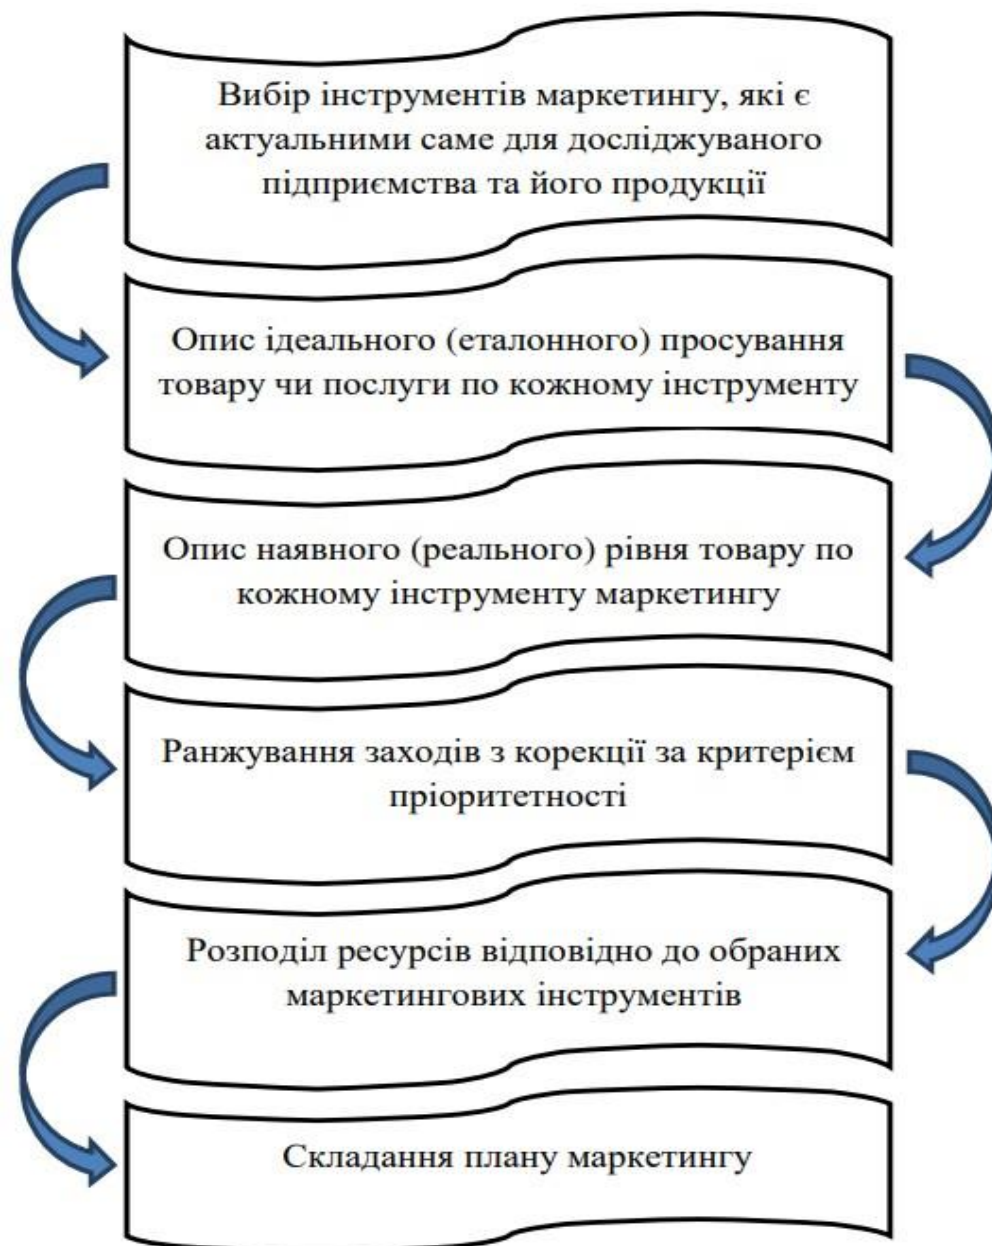 Вибір інструментів маркетингу, які є
актуальними саме для досліджуваного
підприємства та його продукції
Опис ідеального (еталонного) просування
товару чи послуги по кожному інструменту
Опис наявного (реального) рівня товару по
кожному інструменту маркетингу
Ранжування заходів з корекції за критерієм
пріоритетності
Розподіл ресурсів відповідно до обраних
маркетингових інструментів
Складання плану маркетингу